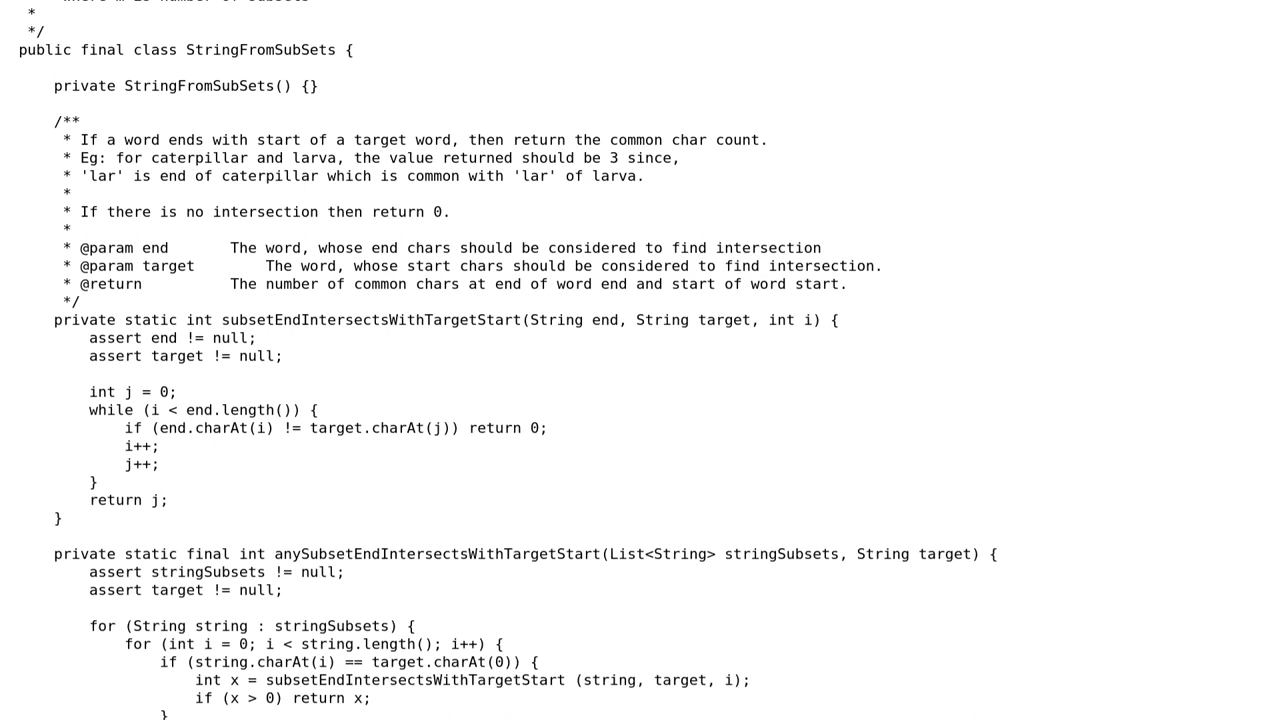 *
 */
public final class StringFromSubSets {

    private StringFromSubSets() {}

    /**
     * If a word ends with start of a target word, then return the common char count.
     * Eg: for caterpillar and larva, the value returned should be 3 since,
     * 'lar' is end of caterpillar which is common with 'lar' of larva.
     *
     * If there is no intersection then return 0.
     *
     * @param end       The word, whose end chars should be considered to find intersection
     * @param target        The word, whose start chars should be considered to find intersection.
     * @return          The number of common chars at end of word end and start of word start.
     */
    private static int subsetEndIntersectsWithTargetStart(String end, String target, int i) {
        assert end != null;
        assert target != null;

        int j = 0;
        while (i < end.length()) {
            if (end.charAt(i) != target.charAt(j)) return 0;
            i++;
            j++;
        }
        return j;
    }

    private static final int anySubsetEndIntersectsWithTargetStart(List<String> stringSubsets, String target) {
        assert stringSubsets != null;
        assert target != null;

        for (String string : stringSubsets) {
            for (int i = 0; i < string.length(); i++) {
                if (string.charAt(i) == target.charAt(0)) {
                    int x = subsetEndIntersectsWithTargetStart (string, target, i);
                    if (x > 0) return x;
                }